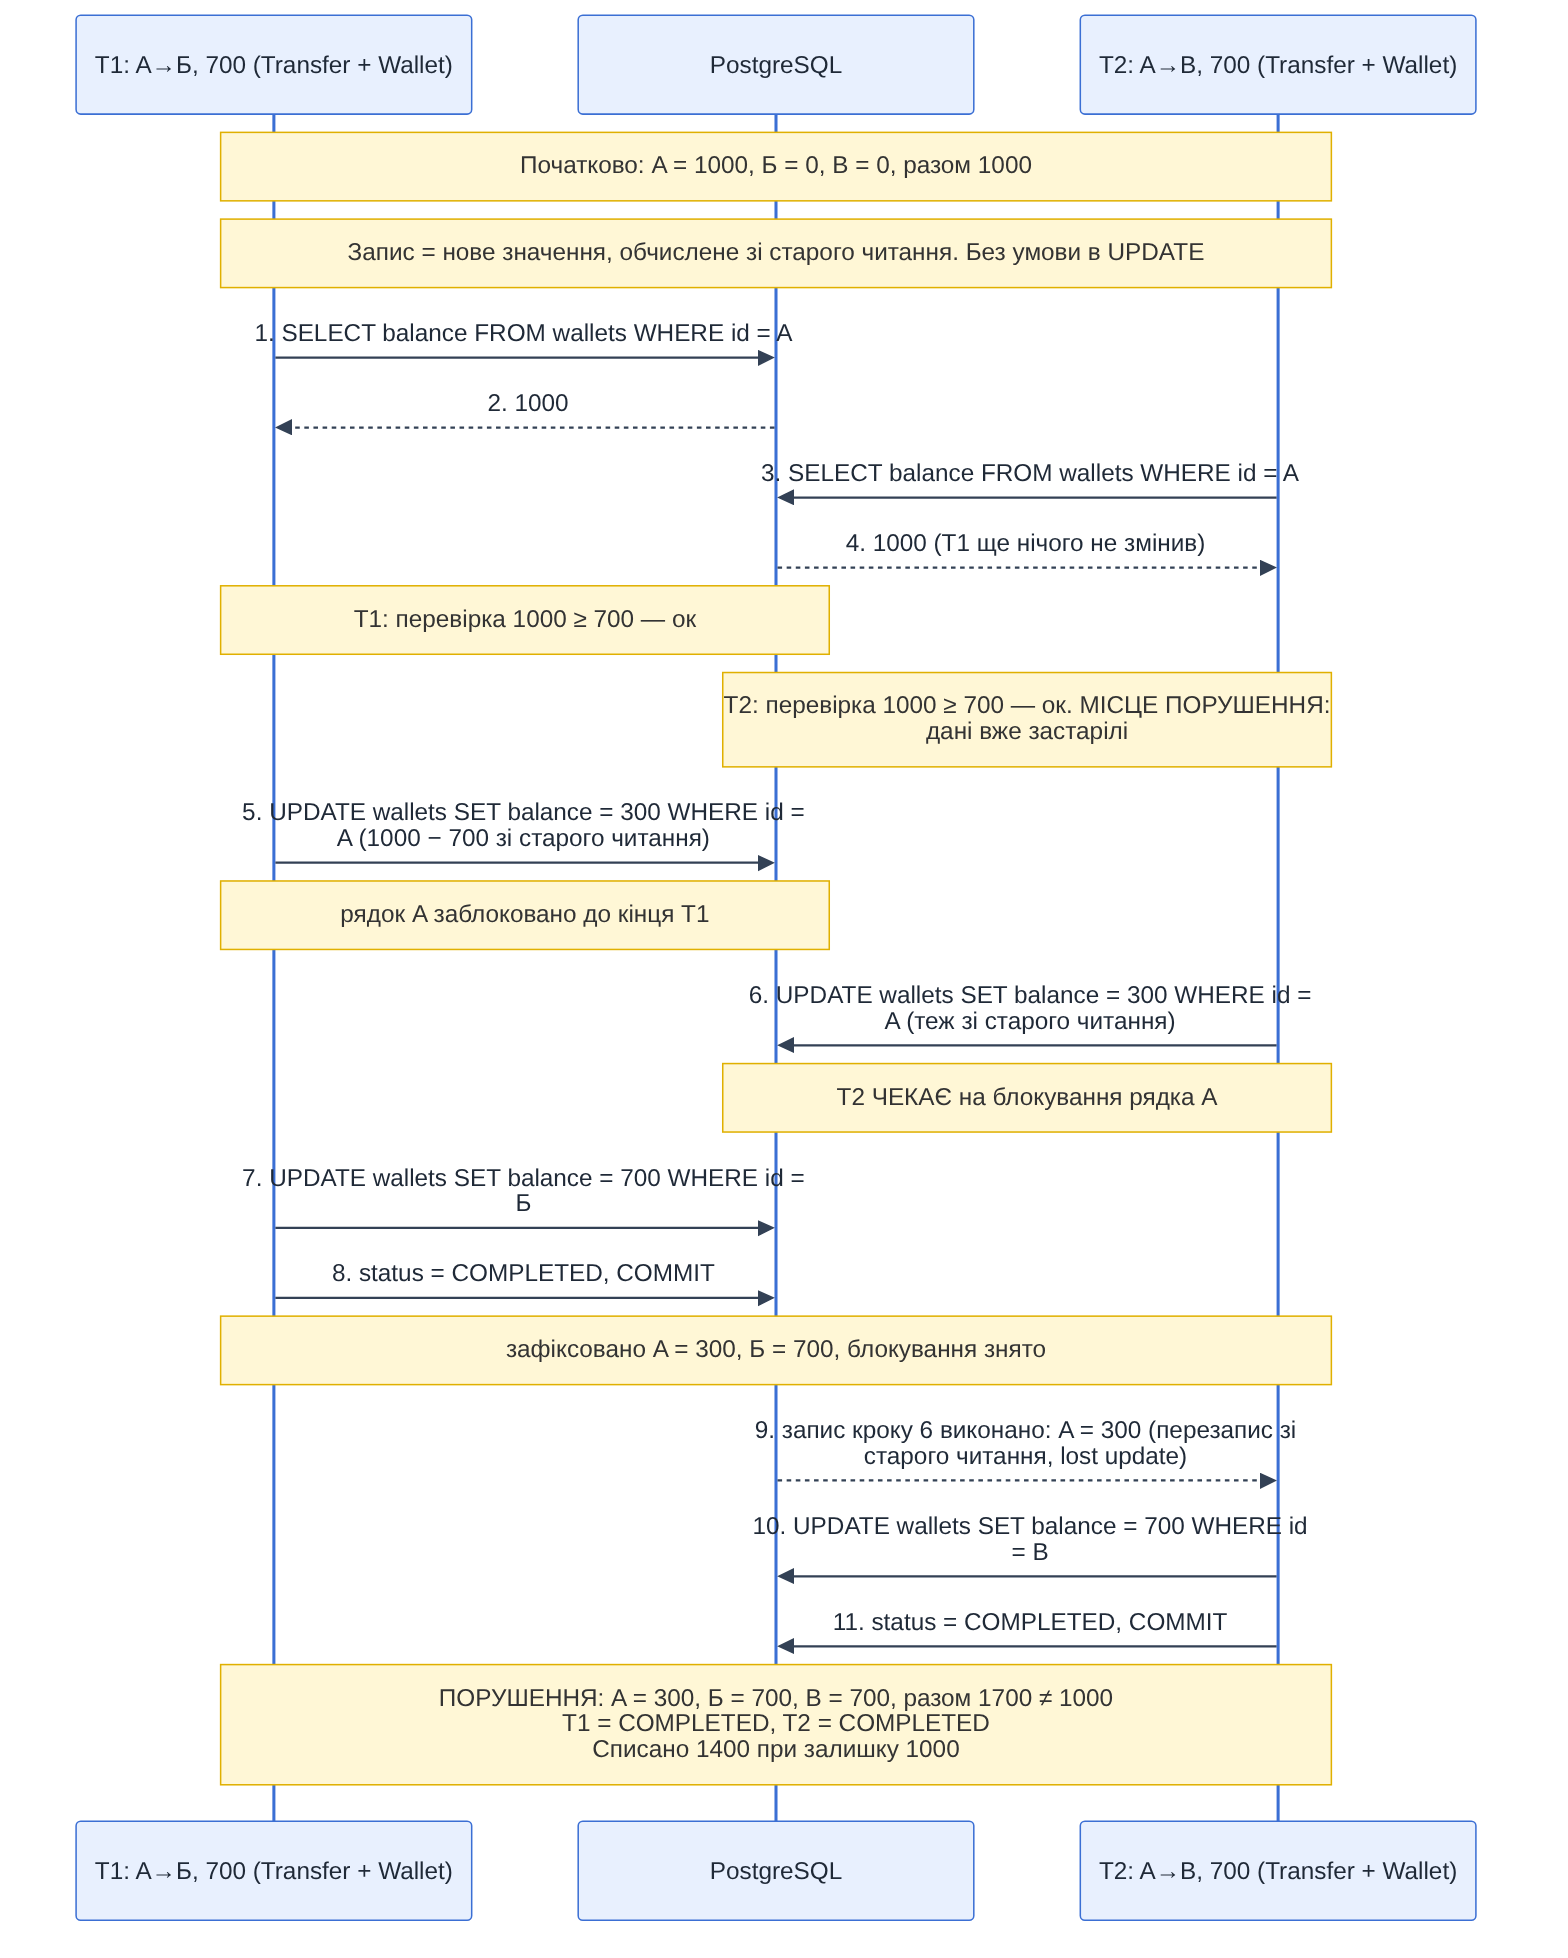 T1: А→Б, 700 (Transfer + Wallet)
PostgreSQL
T2: А→В, 700 (Transfer + Wallet)
Початково: А = 1000, Б = 0, В = 0, разом 1000
Запис = нове значення, обчислене зі старого читання. Без умови в UPDATE
1. SELECT balance FROM wallets WHERE id = А
2. 1000
3. SELECT balance FROM wallets WHERE id = А
4. 1000 (T1 ще нічого не змінив)
T1: перевірка 1000 ≥ 700 — ок
T2: перевірка 1000 ≥ 700 — ок. МІСЦЕ ПОРУШЕННЯ:
дані вже застарілі
5. UPDATE wallets SET balance = 300 WHERE id =
А (1000 − 700 зі старого читання)
рядок А заблоковано до кінця T1
6. UPDATE wallets SET balance = 300 WHERE id =
А (теж зі старого читання)
T2 ЧЕКАЄ на блокування рядка А
7. UPDATE wallets SET balance = 700 WHERE id =
Б
8. status = COMPLETED, COMMIT
зафіксовано А = 300, Б = 700, блокування знято
9. запис кроку 6 виконано: А = 300 (перезапис зі
старого читання, lost update)
10. UPDATE wallets SET balance = 700 WHERE id
= В
11. status = COMPLETED, COMMIT
ПОРУШЕННЯ: А = 300, Б = 700, В = 700, разом 1700 ≠ 1000
T1 = COMPLETED, T2 = COMPLETED
Списано 1400 при залишку 1000
T1: А→Б, 700 (Transfer + Wallet)
PostgreSQL
T2: А→В, 700 (Transfer + Wallet)